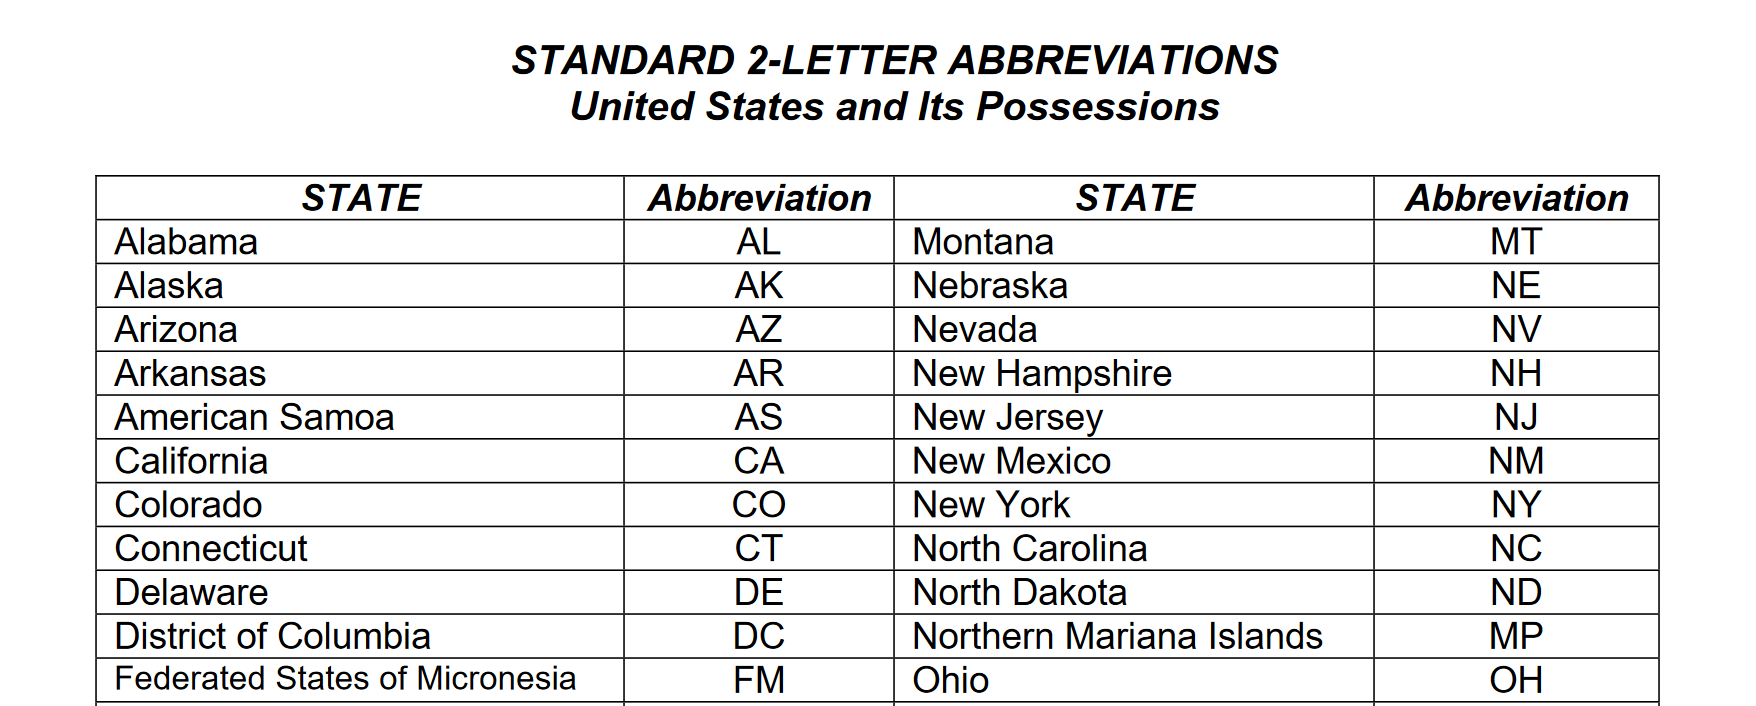 STANDARD 2-LETTER ABBREVIATIONS
United States and Its Possessions
STATE Abbreviation STATE Abbreviation
Alabama AL Montana MT
Alaska AK Nebraska NE
Arizona AZ Nevada NV
Arkansas AR New Hampshire NH
American Samoa AS New Jersey NJ
California CA New Mexico NM
Colorado CO New York NY
Connecticut CT North Carolina NC
Delaware DE North Dakota ND
District of Columbia DC Northern Mariana Islands MP
Federated States of Micronesia FM Ohio OH